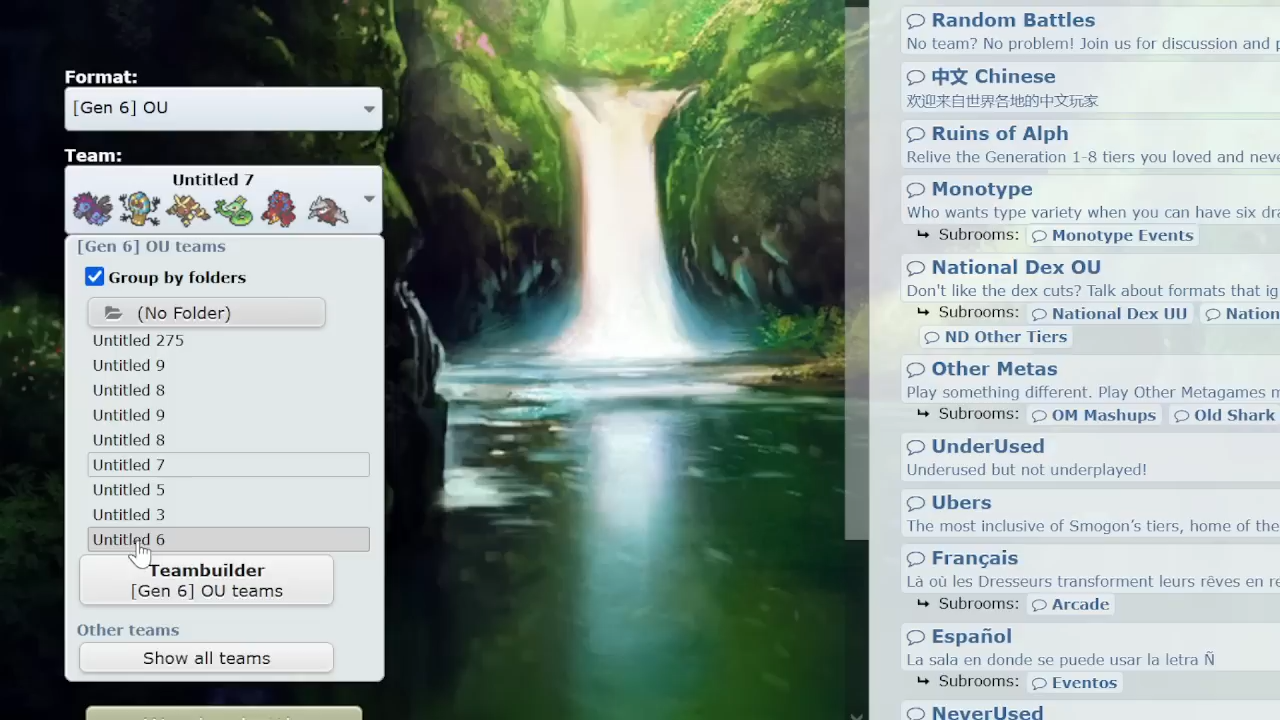 Format:
[Gen 6] OU
Team:
Untitled 7
[Gen 6] OU teams
Group by folders
(No Folder)
Untitled 275
Untitled 9
Untitled 8
Untitled 9
Untitled 8
Untitled 7
Untitled 5
Untitled 3
Untitled 6
Teambuilder
[Gen 6] OU teams
Other teams
Show all teams
Random Battles
No team? No problem! Join us for discussion and
中文 Chinese
欢迎来自世界各地的中文玩家
Ruins of Alph
Relive the Generation 1-8 tiers you loved and
Monotype
Who wants type variety when you can have six
↳ Subrooms: Monotype Events
National Dex OU
Don't like the dex cuts? Talk about formats that
↳ Subrooms: National Dex UU
ND Other Tiers
Other Metas
Play something different. Play Other Metagames
↳ Subrooms: OM Mashups Old Shark
UnderUsed
Underused but not underplayed!
Ubers
The most inclusive of Smogon's tiers, home of the
Français
Là où les Dresseurs transforment leurs rêves en
↳ Subrooms: Arcade
Español
La sala en donde se puede usar la letra Ñ
↳ Subrooms: Eventos
NeverUsed